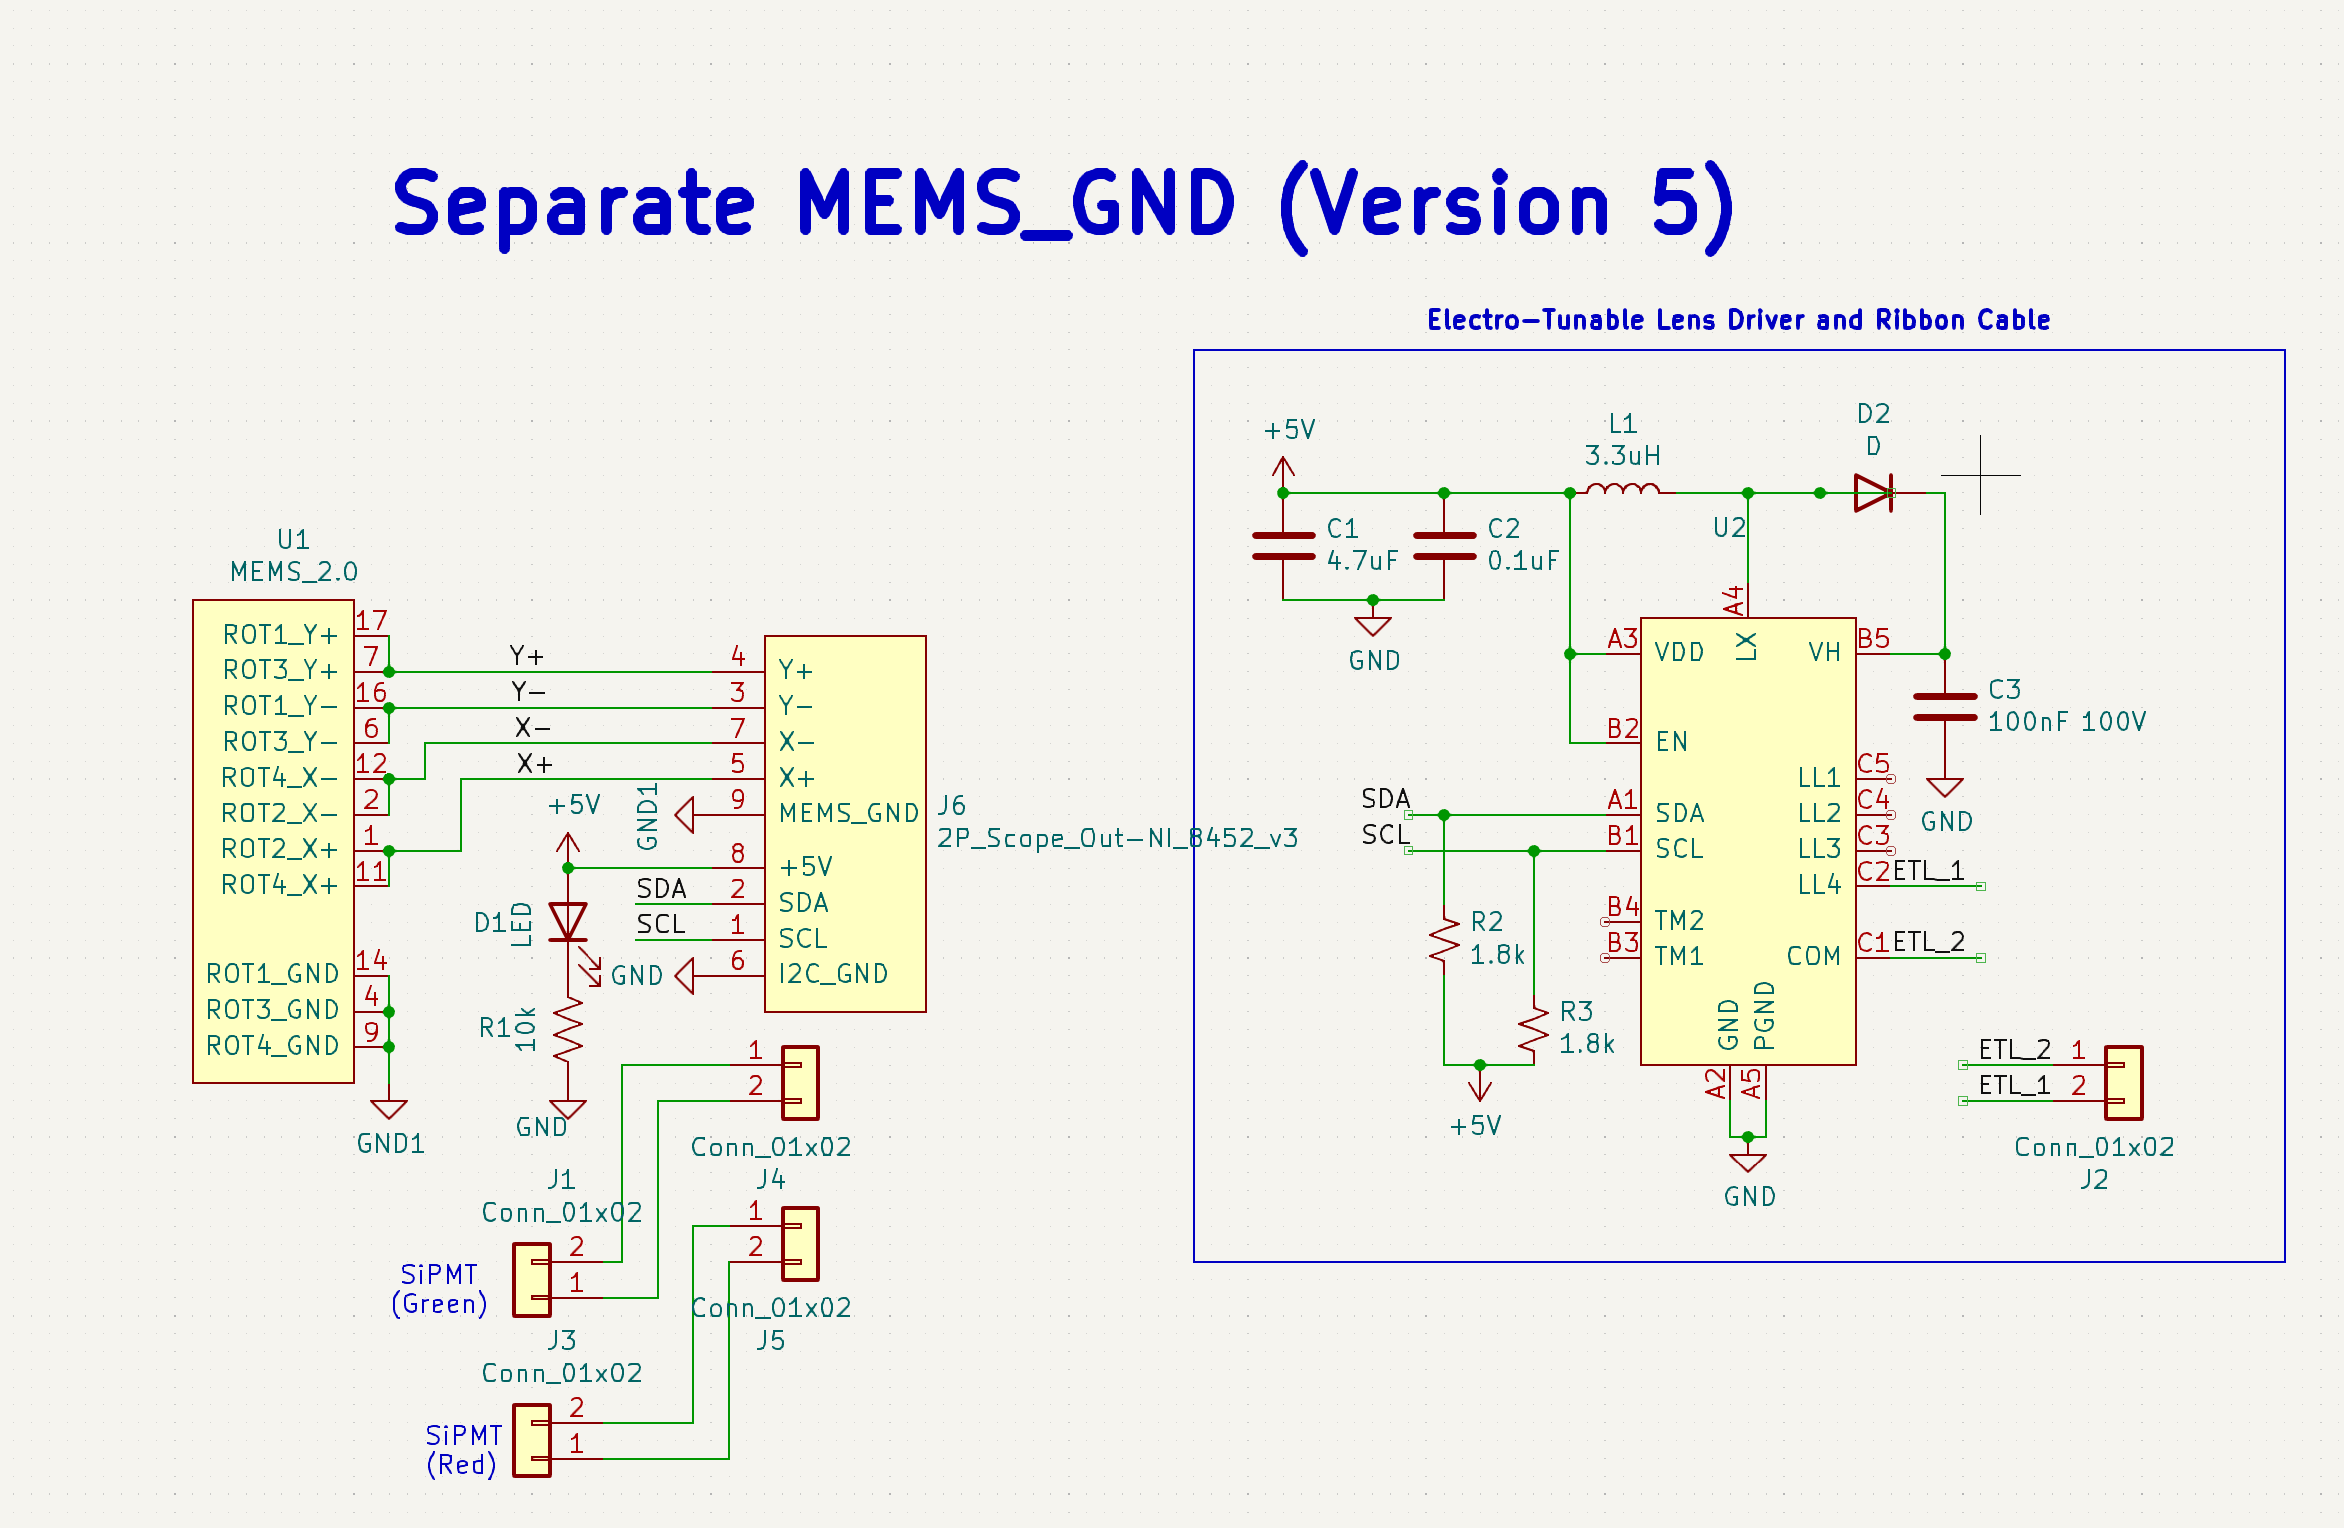 Separate MEMS_GND (Version 5)
Electro-Tunable Lens Driver and Ribbon Cable
U1
MEMS_2.0
ROT1_Y+ 17
ROT3_Y+ 7
ROT1_Y- 16
ROT3_Y- 6
ROT4_X- 12
ROT2_X- 2
ROT2_X+ 1
ROT4_X+ 11
ROT1_GND 14
ROT3_GND 4
ROT4_GND 9
GND1
Y+
Y-
X-
X+
4 Y+
3 Y-
7 X-
5 X+
9 MEMS_GND
8 +5V
2 SDA
1 SCL
6 I2C_GND
GND1
J6
2P_Scope_Out-NI_8452_v3
+5V
SDA
SCL
GND
D1
LED
R1
10k
GND
1
2
Conn_01x02
J4
J1
Conn_01x02
2
1
SiPMT
(Green)
1
2
Conn_01x02
J5
J3
Conn_01x02
2
1
SiPMT
(Red)
+5V
C1
4.7uF
C2
0.1uF
GND
L1
3.3uH
D2
D
U2
A4
LX
A3 VDD
B2 EN
A1 SDA
B1 SCL
B4 TM2
B3 TM1
VH B5
LL1 C5
LL2 C4
LL3 C3
LL4 C2
COM C1
GND
PGND
A2
A5
GND
C3
100nF 100V
GND
SDA
SCL
R2
1.8k
R3
1.8k
+5V
ETL_1
ETL_2
ETL_2 1
ETL_1 2
Conn_01x02
J2